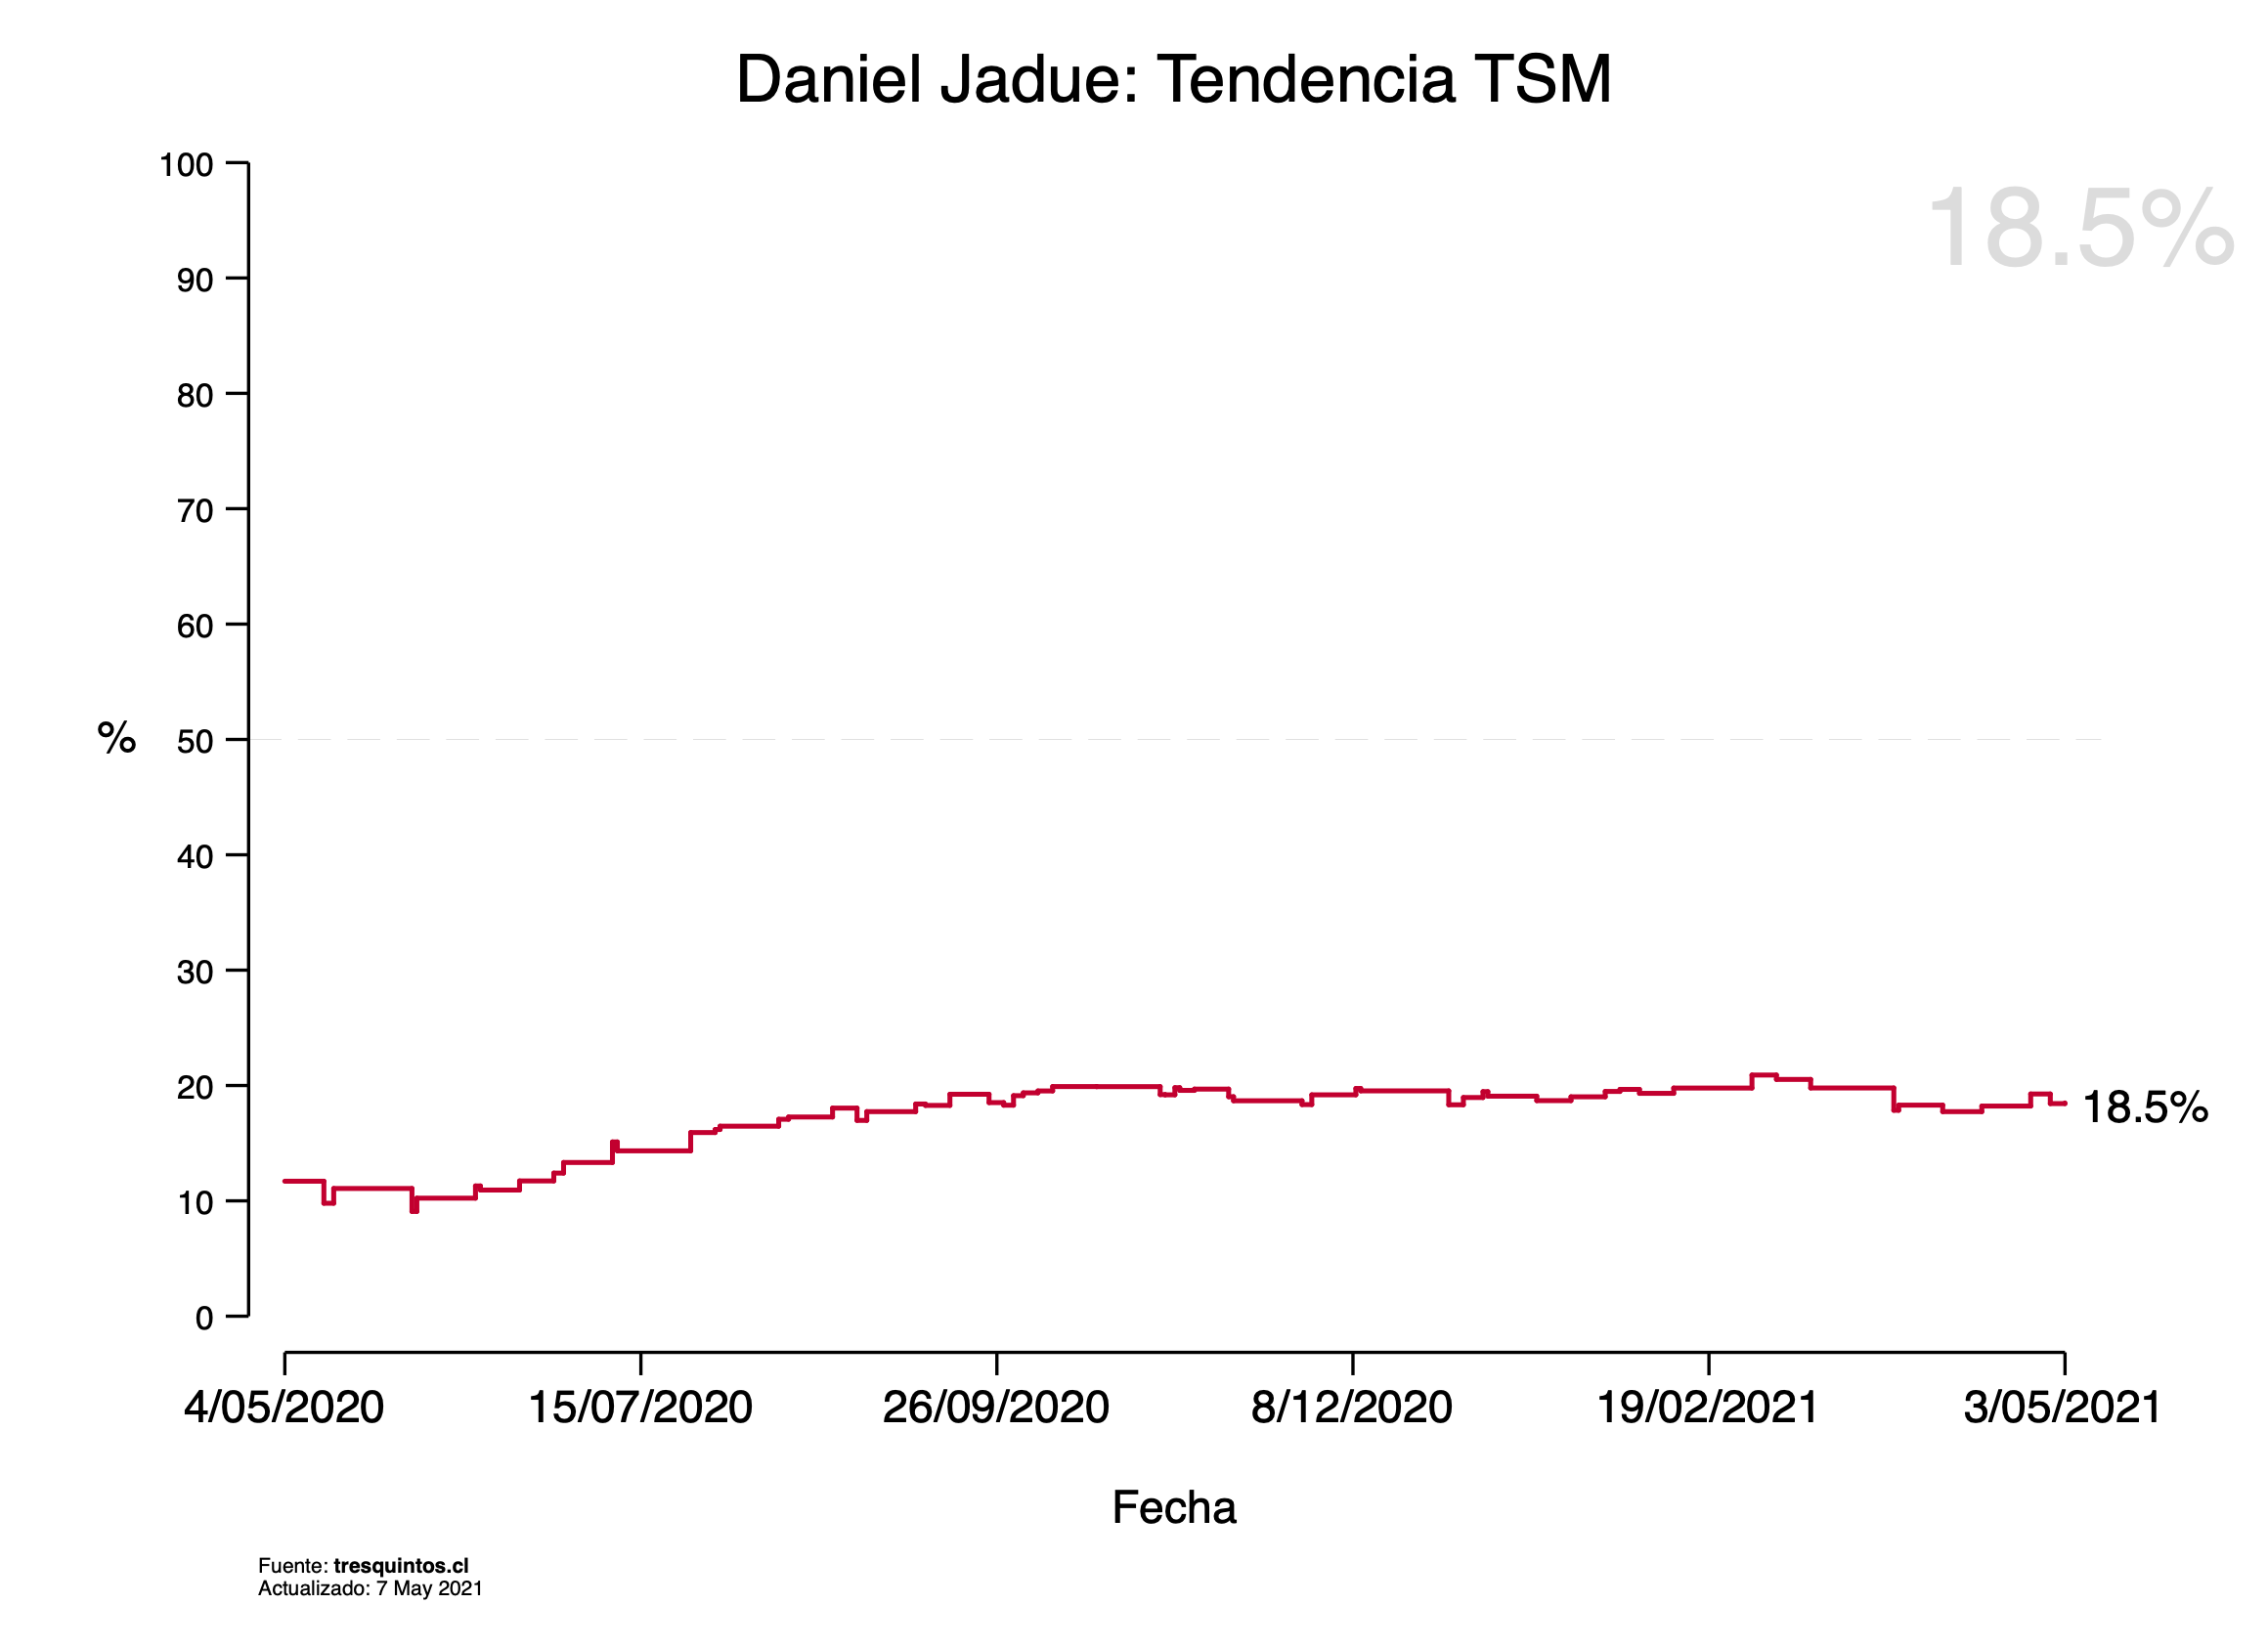 Daniel Jadue: Tendencia TSM
18.5%
100
90
80
70
60
% 50
40
30
20
18.5%
10
0
4/05/2020 15/07/2020 26/09/2020 8/12/2020 19/02/2021 3/05/2021
Fecha
Fuente: tresquintos.cl
Actualizado: 7 May 2021